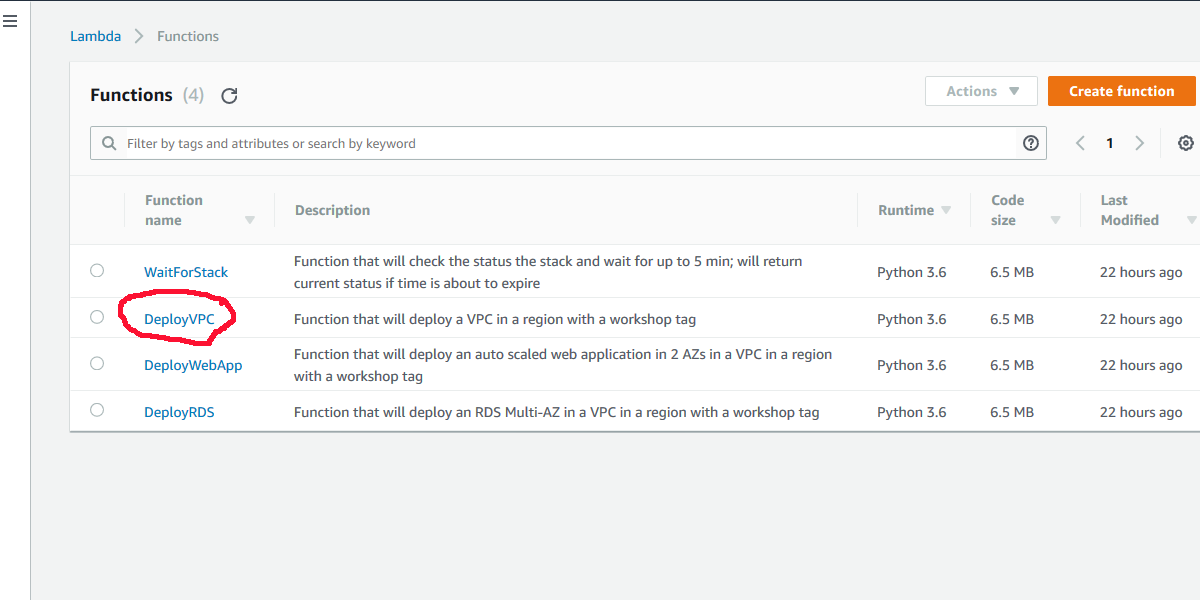 Lambda > Functions
Functions (4)
Actions
Create function
Filter by tags and attributes or search by keyword
1
Function name
Description
Runtime
Code size
Last Modified
WaitForStack
Function that will check the status the stack and wait for up to 5 min; will return
current status if time is about to expire
Python 3.6
6.5 MB
22 hours ago
DeployVPC
Function that will deploy a VPC in a region with a workshop tag
Python 3.6
6.5 MB
22 hours ago
DeployWebApp
Function that will deploy an auto scaled web application in 2 AZs in a VPC in a region
with a workshop tag
Python 3.6
6.5 MB
22 hours ago
DeployRDS
Function that will deploy an RDS Multi-AZ in a VPC in a region with a workshop tag
Python 3.6
6.5 MB
22 hours ago